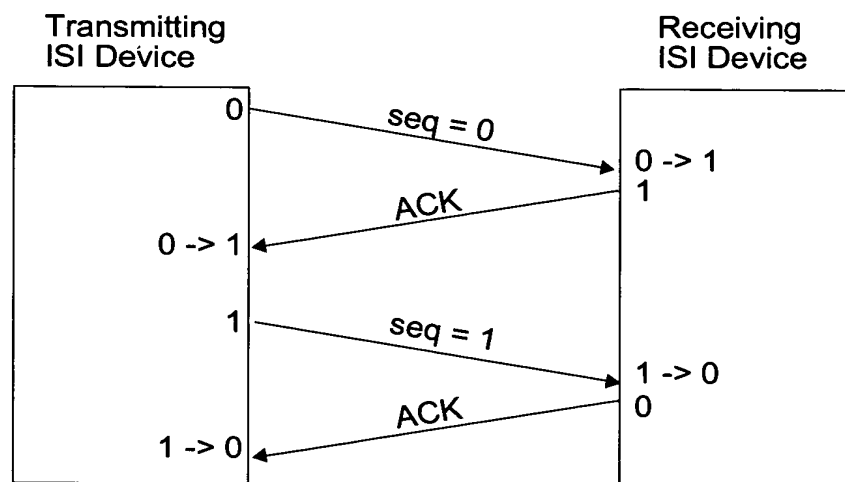 Transmitting
ISI Device
Receiving
ISI Device
0
seq = 0
0 -> 1
1
ACK
0 -> 1
1
seq = 1
1 -> 0
0
ACK
1 -> 0